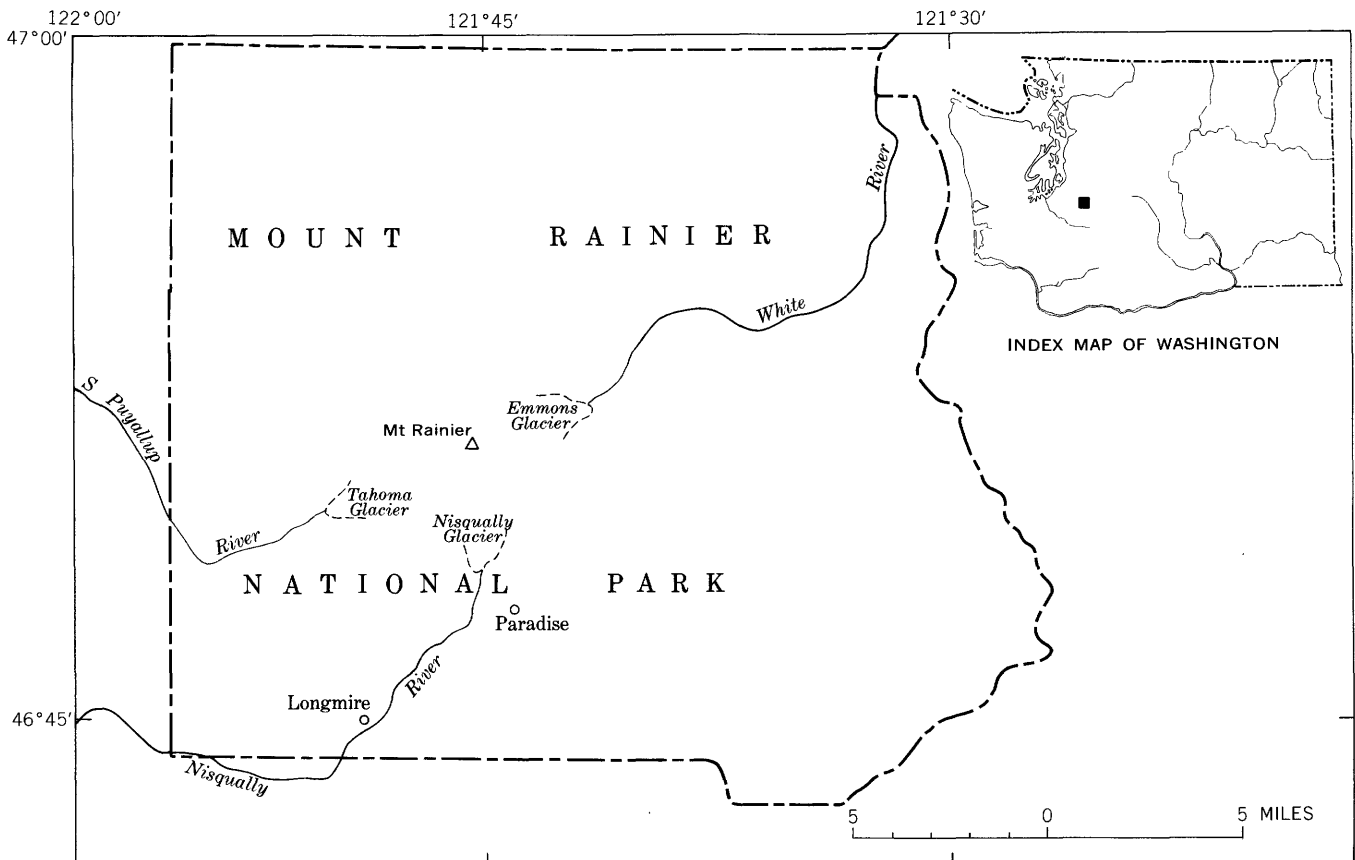 122°00′ 121°45′ 121°30′
47°00′
MOUNT RAINIER
River
White
INDEX MAP OF WASHINGTON
S Puyallup
River
Emmons
Glacier
Mt Rainier
Tahoma
Glacier
Nisqually
Glacier
NATIONAL PARK
Paradise
River
Longmire
46°45′
Nisqually
5 0 5 MILES